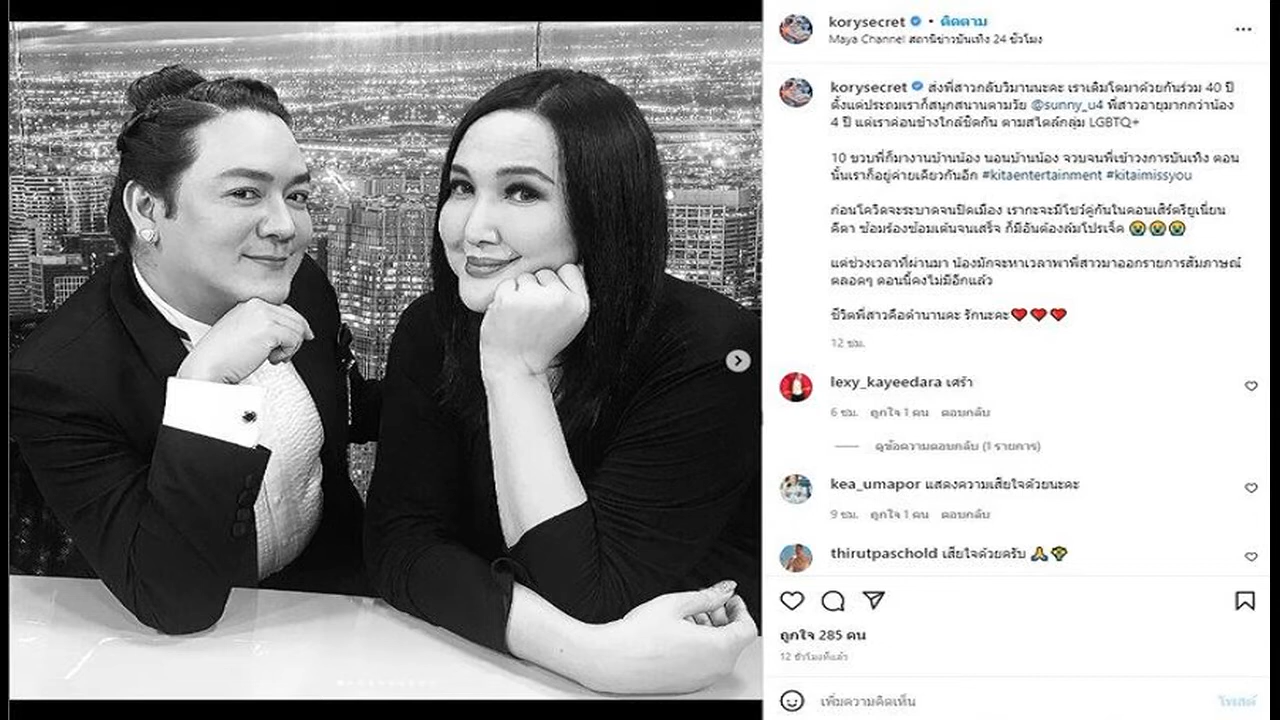 korysecret • ติดตาม
Maya Channel สถานีข่าวบันเทิง 24 ชั่วโมง
korysecret ส่งพี่สาวกลับวิมานนะคะ เราเติบโตมาด้วยกันร่วม 40 ปี
ตั้งแต่ประถมเราก็สนุกสนานตามวัย @sunny_u4 พี่สาวอายุมากกว่าน้อง
4 ปี แต่เราค่อนข้างใกล้ชิดกัน ตามสไตล์กลุ่ม LGBTQ+
10 ขวบพี่ก็มางานบ้านน้อง นอนบ้านน้อง จวบจนพี่เข้าวงการบันเทิง ตอน
นั้นเราก็อยู่ค่ายเดียวกันอีก #kitaentertainment #kitaimissyou
ก่อนโควิดจะระบาดจนปิดเมือง เรากะจะมีโชว์คู่กันในคอนเสิร์ตรียูเนี่ยน
คีตา ซ้อมร้องซ้อมเต้นจนเสร็จ ก็มีอันต้องล้มโปรเจ็ค 😭😭😭
แต่ช่วงเวลาที่ผ่านมา น้องมักจะหาเวลาพาพี่สาวมาออกรายการสัมภาษณ์
ตลอดๆ ตอนนี้คงไม่มีอีกแล้ว
ชีวิตพี่สาวคือตำนานคะ รักนะคะ❤️❤️❤️
12 ชม.
lexy_kayeedara เศร้า
6 ชม. ถูกใจ 1 คน ตอบกลับ
ดูข้อความตอบกลับ (1 รายการ)
kea_umapor แสดงความเสียใจด้วยนะคะ
9 ชม. ถูกใจ 1 คน ตอบกลับ
thirutpaschold เสียใจด้วยครับ 🙏💐
ถูกใจ 285 คน
12 ชั่วโมงที่แล้ว
เพิ่มความคิดเห็น
โพสต์